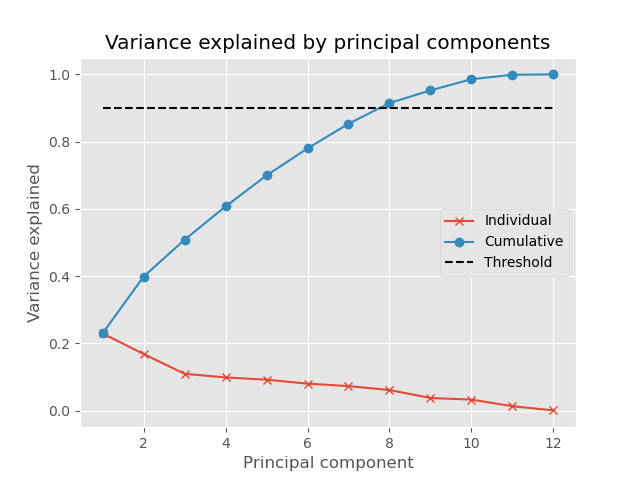 Variance explained by principal components
Variance explained
1.0
0.8
0.6
0.4
0.2
0.0
Individual
Cumulative
Threshold
2 4 6 8 10 12
Principal component